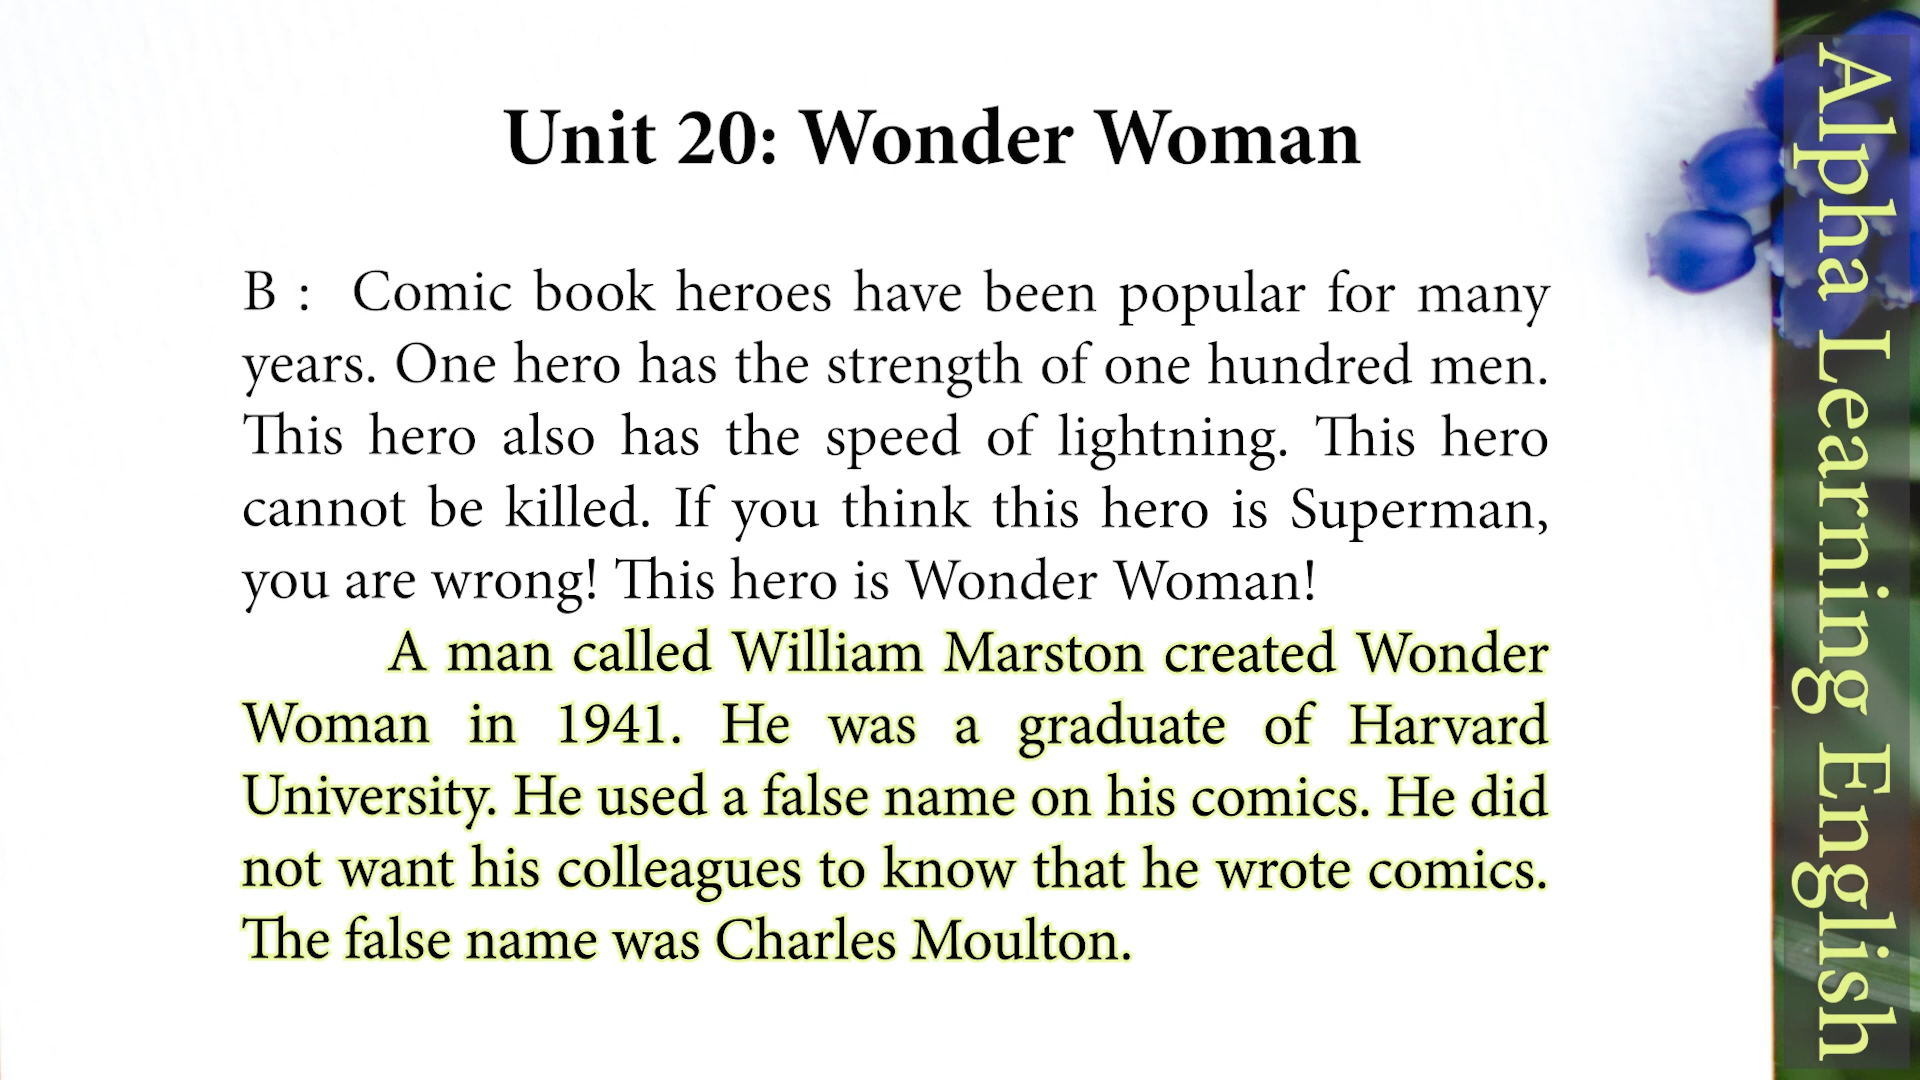 Unit 20: Wonder Woman
B : Comic book heroes have been popular for many
years. One hero has the strength of one hundred men.
This hero also has the speed of lightning. This hero
cannot be killed. If you think this hero is Superman,
you are wrong! This hero is Wonder Woman!
A man called William Marston created Wonder
Woman in 1941. He was a graduate of Harvard
University. He used a false name on his comics. He did
not want his colleagues to know that he wrote comics.
The false name was Charles Moulton.
Alpha Learning English